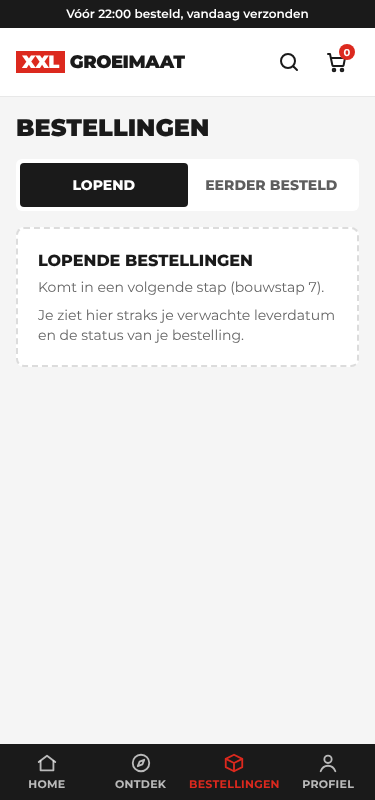 Vóór 22:00 besteld, vandaag verzonden
XXL GROEIMAAT
0
BESTELLINGEN
LOPEND
EERDER BESTELD
LOPENDE BESTELLINGEN
Komt in een volgende stap (bouwstap 7).
Je ziet hier straks je verwachte leverdatum
en de status van je bestelling.
HOME
ONTDEK
BESTELLINGEN
PROFIEL